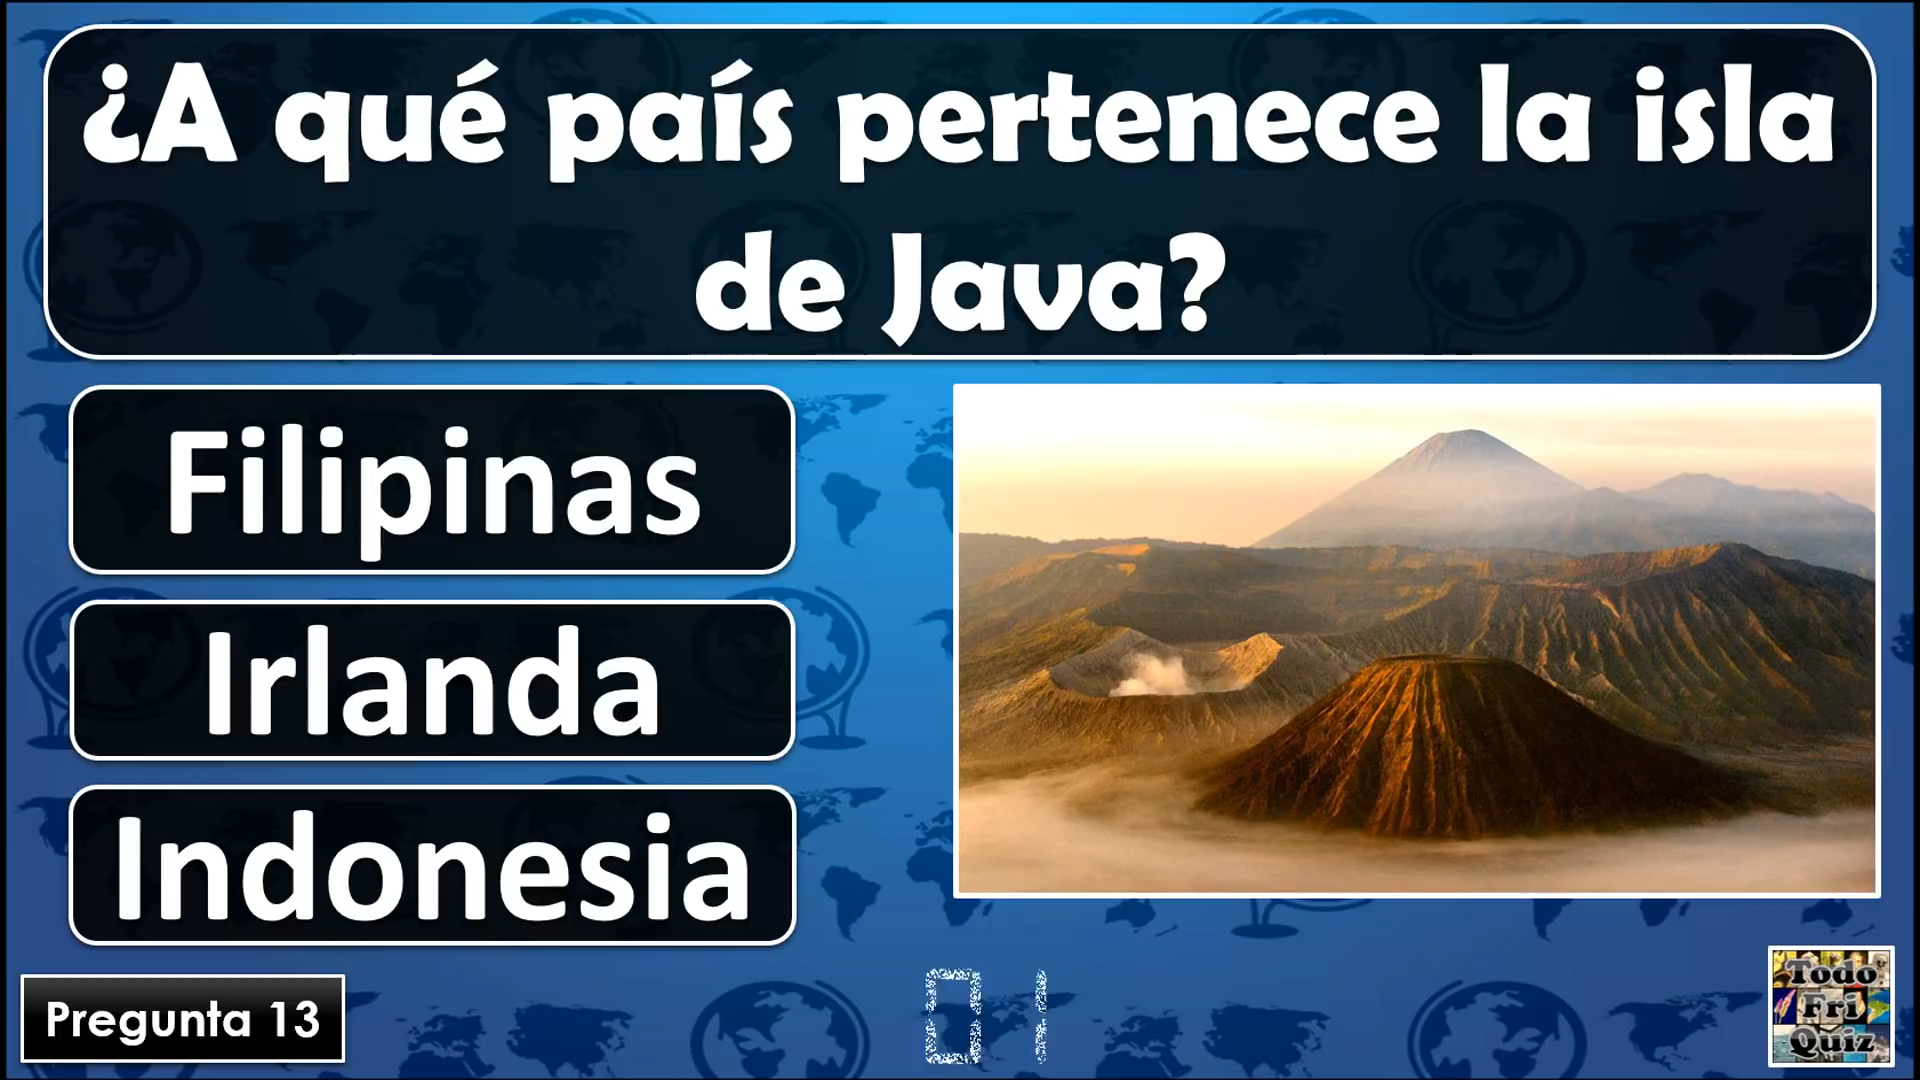 ¿A qué país pertenece la isla
de Java?
Filipinas
Irlanda
Indonesia
Pregunta 13
01
Todo
Fri
Quiz